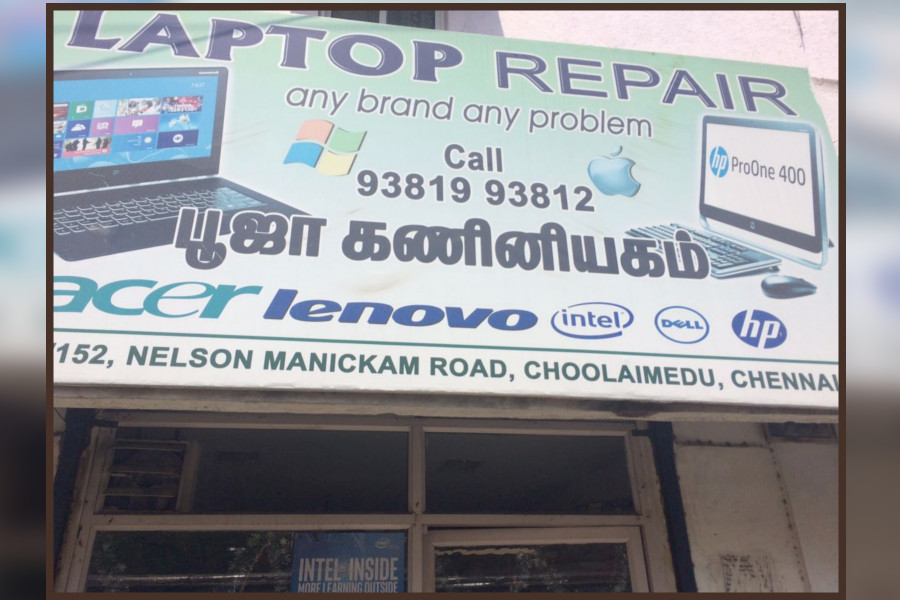 LAPTOP REPAIR
any brand any problem
Call
93819 93812
hp ProOne 400
பூஜா கணினியகம்
acer lenovo intel DELL hp
/152, NELSON MANICKAM ROAD, CHOOLAIMEDU, CHENNAI
INTEL INSIDE
MORE LEARNING OUTSIDE